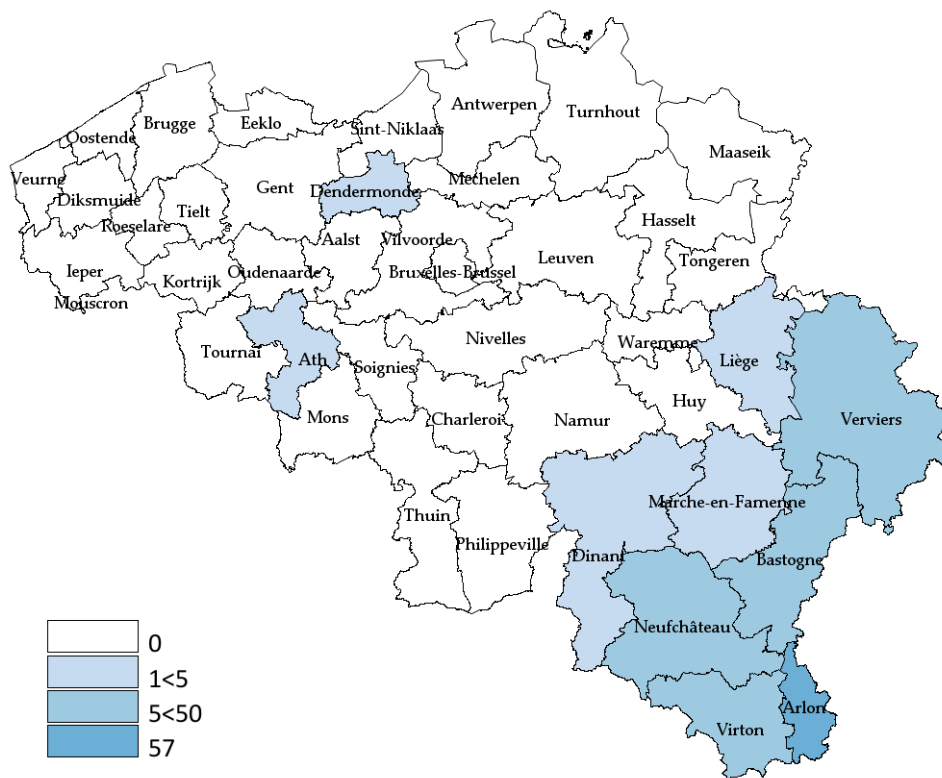 Antwerpen
Turnhout
Brugge
Eeklo
Sint-Niklaas
Oostende
Maaseik
Veurne
Gent
Dendermonde
Mechelen
Diksmuide
Tielt
Roeselare
Hasselt
Aalst
Vilvoorde
Leuven
Tongeren
Ieper
Kortrijk
Oudenaarde
Bruxelles-Brussel
Mouscron
Tournai
Ath
Soignies
Nivelles
Waremme
Liège
Mons
Charleroi
Namur
Huy
Verviers
Marche-en-Famenne
Thuin
Philippeville
Dinant
Bastogne
Neufchâteau
Arlon
Virton
0
1<5
5<50
57